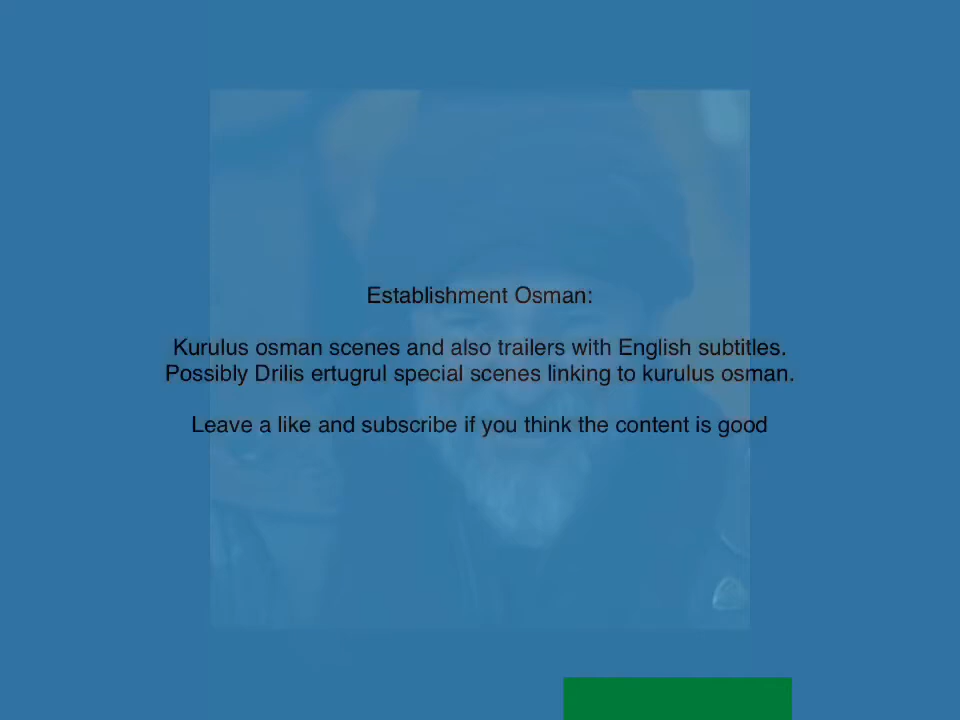 Establishment Osman:
Kurulus osman scenes and also trailers with English subtitles.
Possibly Drilis ertugrul special scenes linking to kurulus osman.
Leave a like and subscribe if you think the content is good